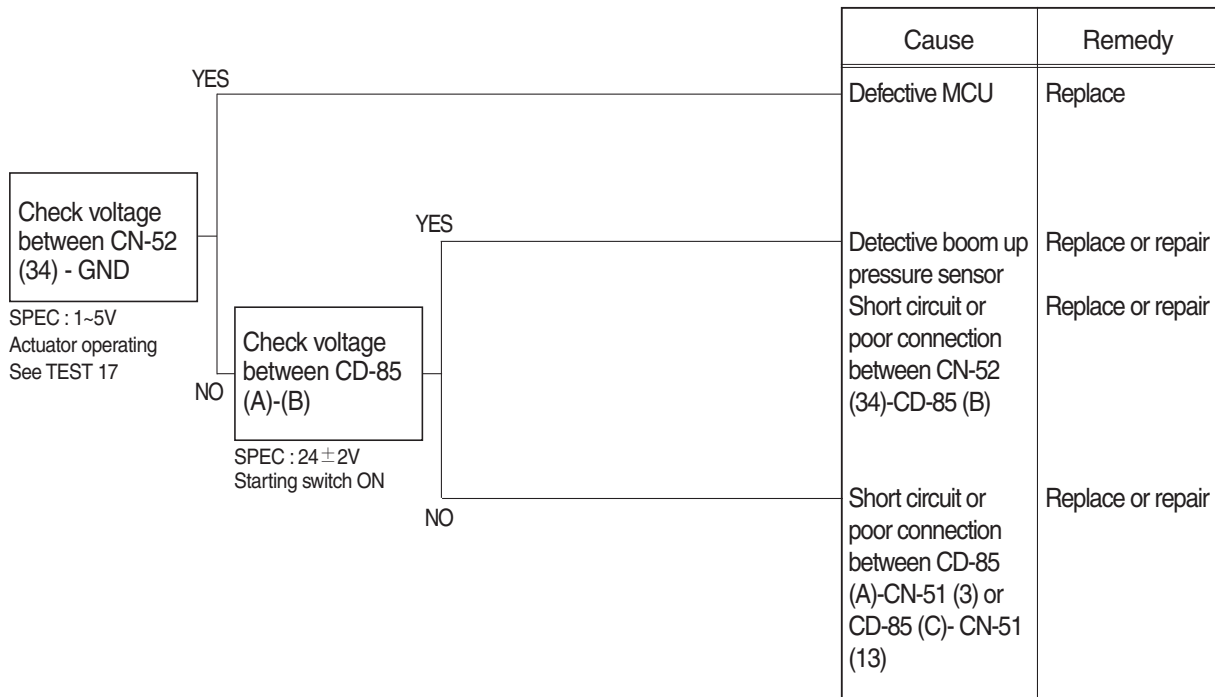 Cause
Remedy
YES
Defective MCU
Replace
Check voltage
between CN-52
(34) - GND
SPEC : 1~5V
Actuator operating
See TEST 17
YES
Detective boom up
pressure sensor
Replace or repair
Short circuit or
poor connection
between CN-52
(34)-CD-85 (B)
Replace or repair
NO
Check voltage
between CD-85
(A)-(B)
SPEC : 24±2V
Starting switch ON
NO
Short circuit or
poor connection
between CD-85
(A)-CN-51 (3) or
CD-85 (C)- CN-51
(13)
Replace or repair